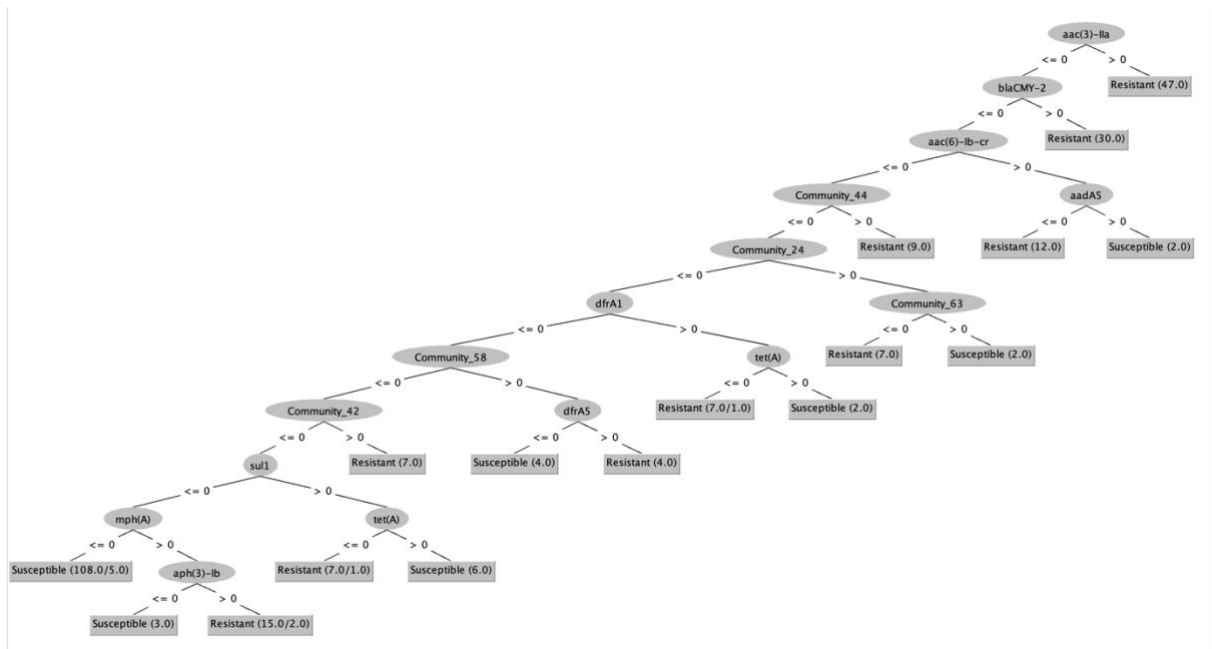 aac(3)-IIa
<= 0 > 0
blaCMY-2 Resistant (47.0)
<= 0 > 0
aac(6)-Ib-cr Resistant (30.0)
<= 0 > 0
Community_44 aadA5
<= 0 > 0 <= 0 > 0
Community_24 Resistant (9.0) Resistant (12.0) Susceptible (2.0)
<= 0 > 0
dfrA1 Community_63
<= 0 > 0 <= 0 > 0
Community_58 tet(A) Resistant (7.0) Susceptible (2.0)
<= 0 > 0 <= 0 > 0
Community_42 dfrA5 Resistant (7.0/1.0) Susceptible (2.0)
<= 0 > 0 <= 0 > 0
sul1 Resistant (7.0) Susceptible (4.0) Resistant (4.0)
<= 0 > 0
mph(A) tet(A)
<= 0 > 0 <= 0 > 0
Susceptible (108.0/5.0) aph(3)-Ib Resistant (7.0/1.0) Susceptible (6.0)
<= 0 > 0
Susceptible (3.0) Resistant (15.0/2.0)